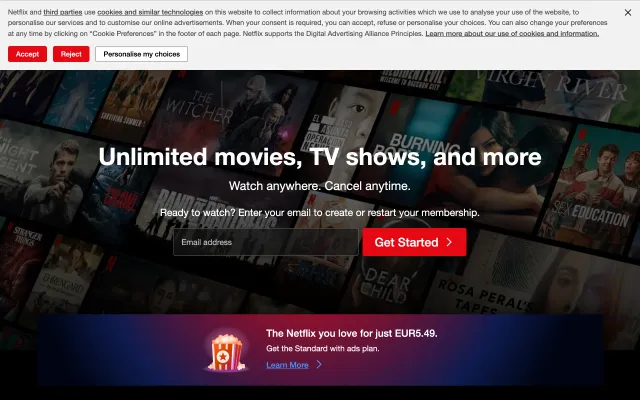 Netflix and third parties use cookies and similar technologies on this website to collect information about your browsing activities which we use to analyse your use of the website, to
personalise our services and to customise our online advertisements. When your consent is required, you can accept, refuse or personalise your choices. You can also change your preferences
at any time by clicking on “Cookie Preferences” in the footer of each page. Netflix supports the Digital Advertising Alliance Principles. Learn more about our use of cookies and information.
Accept
Reject
Personalise my choices
VIRGIN RIVER
THE WITCHER
BURNING
Unlimited movies, TV shows, and more
Watch anywhere. Cancel anytime.
Ready to watch? Enter your email to create or restart your membership.
SEX EDUCATION
Email address
Get Started
STRANGER THINGS
DEAR CHILD
ROSA PERAL'S TAPES
The Netflix you love for just EUR5.49.
Get the Standard with ads plan.
Learn More